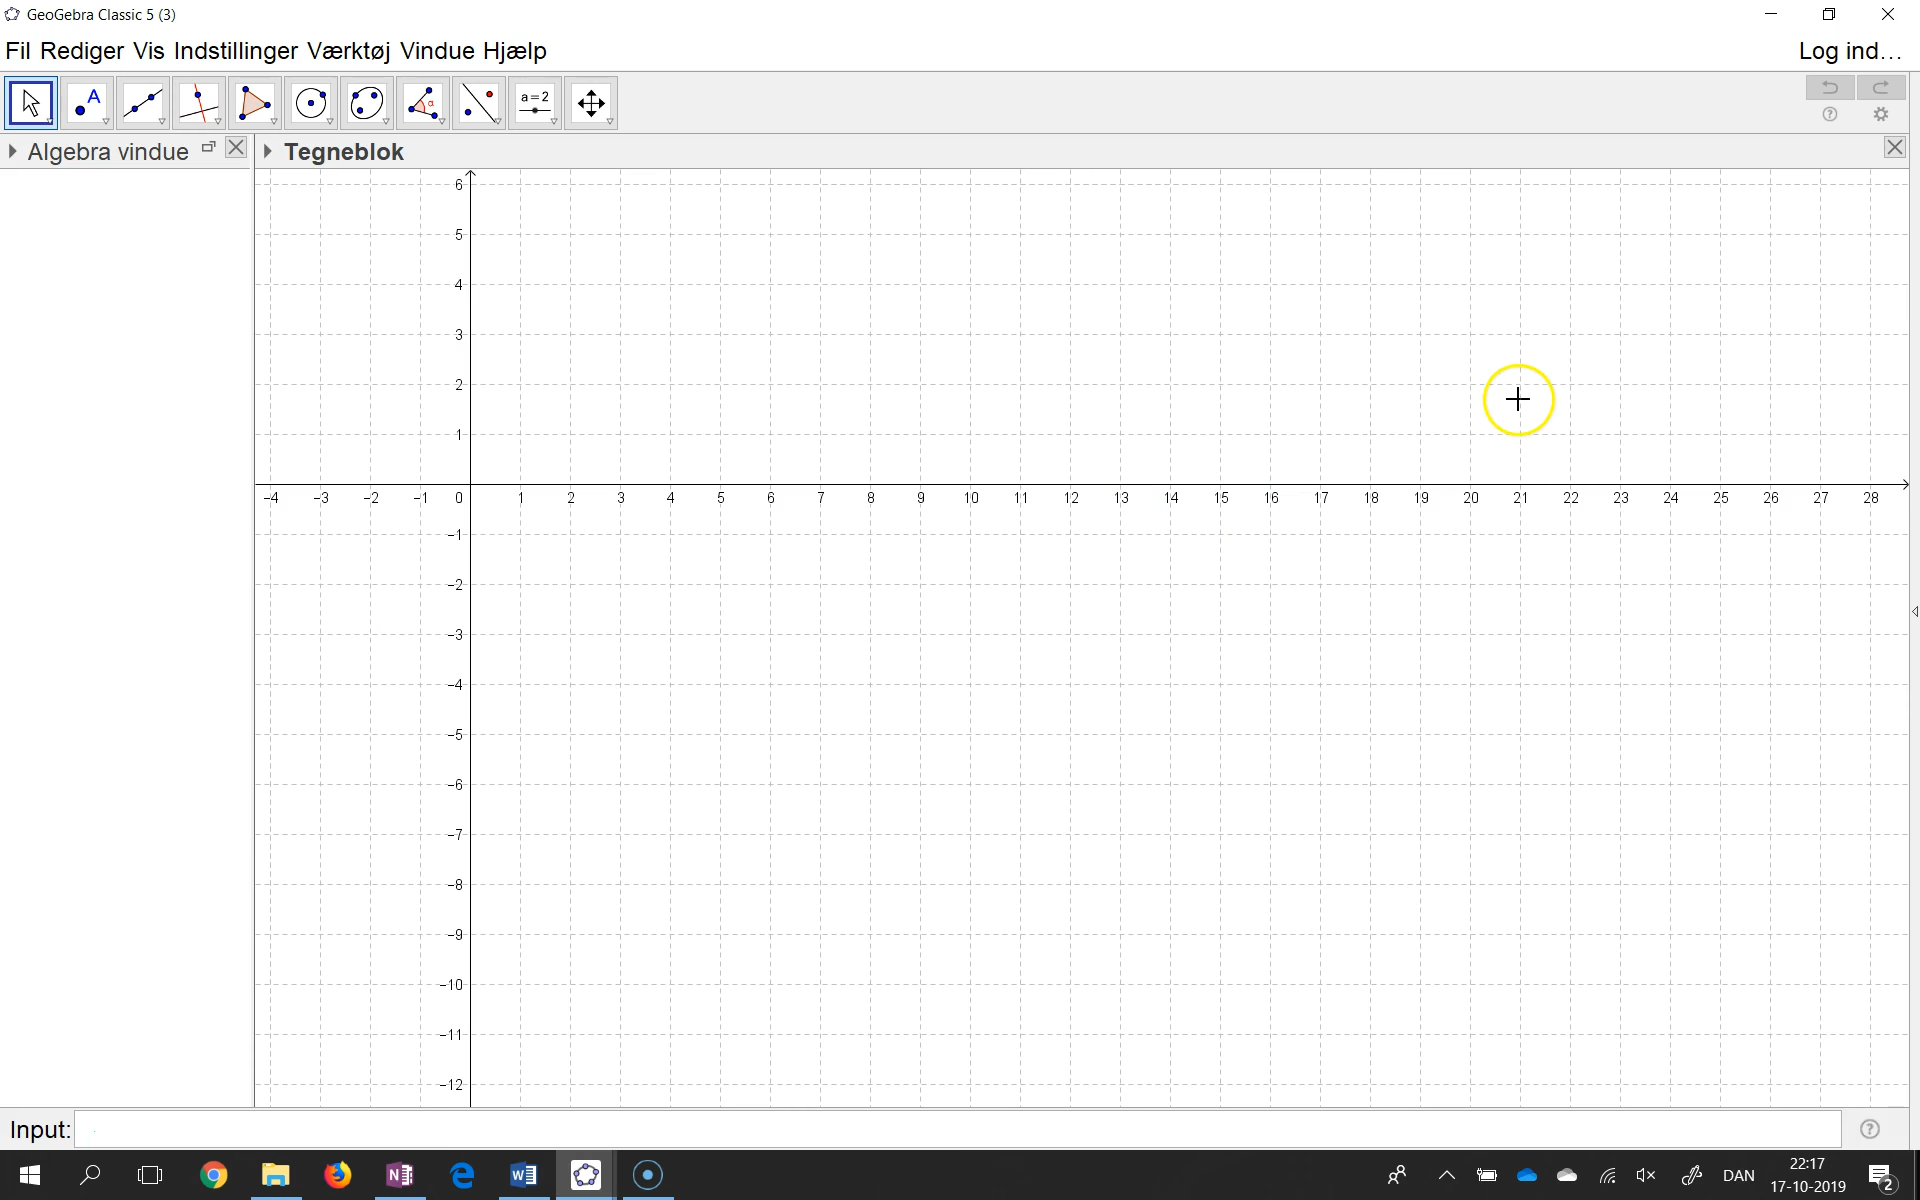 GeoGebra Classic 5 (3)
Fil Rediger Vis Indstillinger Værktøj Vindue Hjælp
Log ind...
A
α
a=2
Algebra vindue
Tegneblok
6
5
4
3
2
1
-4 -3 -2 -1 0 1 2 3 4 5 6 7 8 9 10 11 12 13 14 15 16 17 18 19 20 21 22 23 24 25 26 27 28
-1
-2
-3
-4
-5
-6
-7
-8
-9
-10
-11
-12
Input:
DAN
22:17
17-10-2019
2